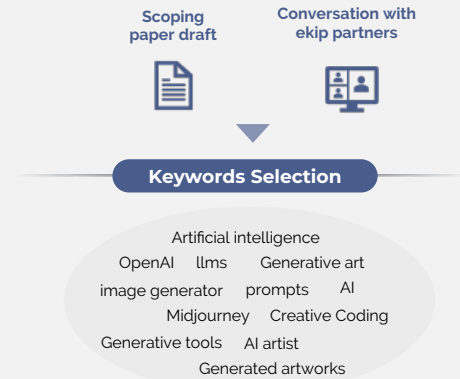 Scoping
paper draft
Conversation with
ekip partners
Keywords Selection
Artificial intelligence
OpenAI llms Generative art
image generator prompts AI
Midjourney Creative Coding
Generative tools AI artist
Generated artworks